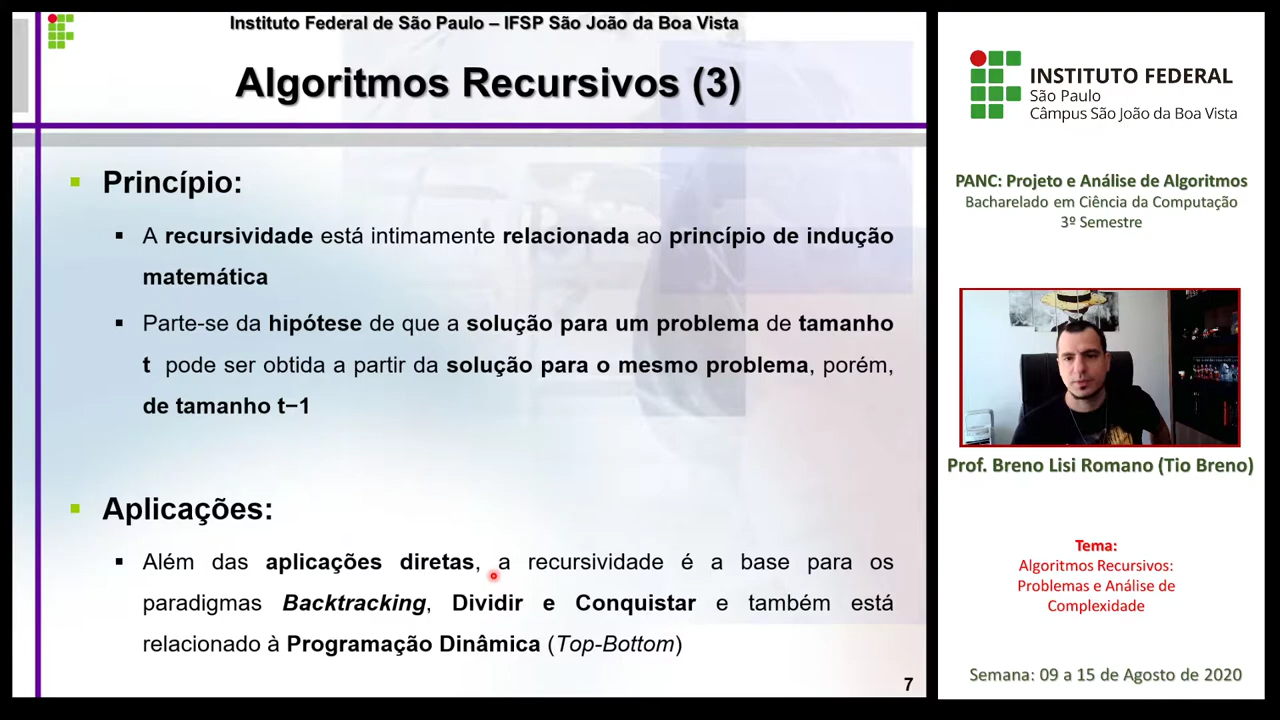 Instituto Federal de São Paulo – IFSP São João da Boa Vista
Algoritmos Recursivos (3)
Princípio:
A recursividade está intimamente relacionada ao princípio de indução
matemática
Parte-se da hipótese de que a solução para um problema de tamanho
t pode ser obtida a partir da solução para o mesmo problema, porém,
de tamanho t−1
Aplicações:
Além das aplicações diretas, a recursividade é a base para os
paradigmas Backtracking, Dividir e Conquistar e também está
relacionado à Programação Dinâmica (Top-Bottom)
7
INSTITUTO FEDERAL
São Paulo
Câmpus São João da Boa Vista
PANC: Projeto e Análise de Algoritmos
Bacharelado em Ciência da Computação
3º Semestre
Prof. Breno Lisi Romano (Tio Breno)
Tema:
Algoritmos Recursivos:
Problemas e Análise de
Complexidade
Semana: 09 a 15 de Agosto de 2020